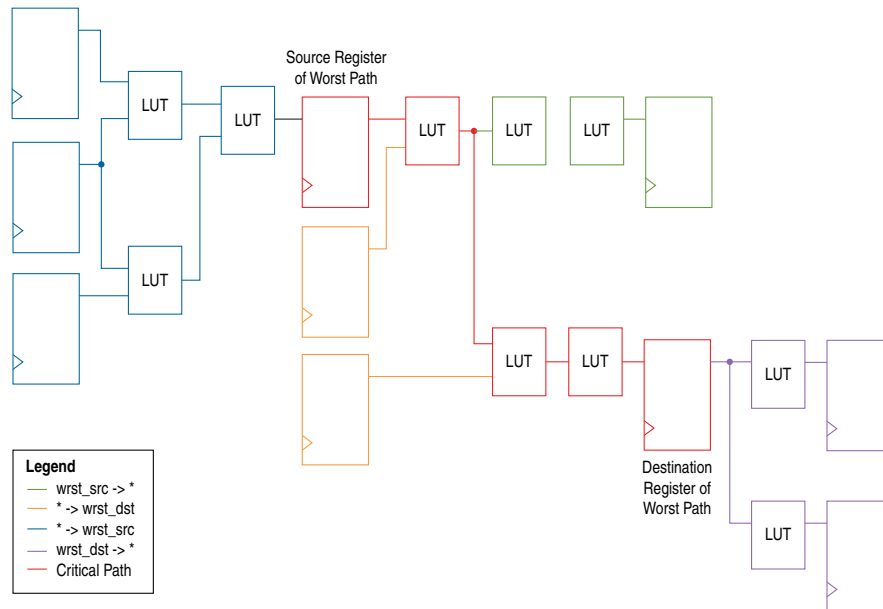 Source Register
of Worst Path
LUT
LUT
LUT
LUT
LUT
LUT
LUT
LUT
LUT
Destination
Register of
Worst Path
LUT
Legend
wrst_src -> *
* -> wrst_dst
* -> wrst_src
wrst_dst -> *
Critical Path